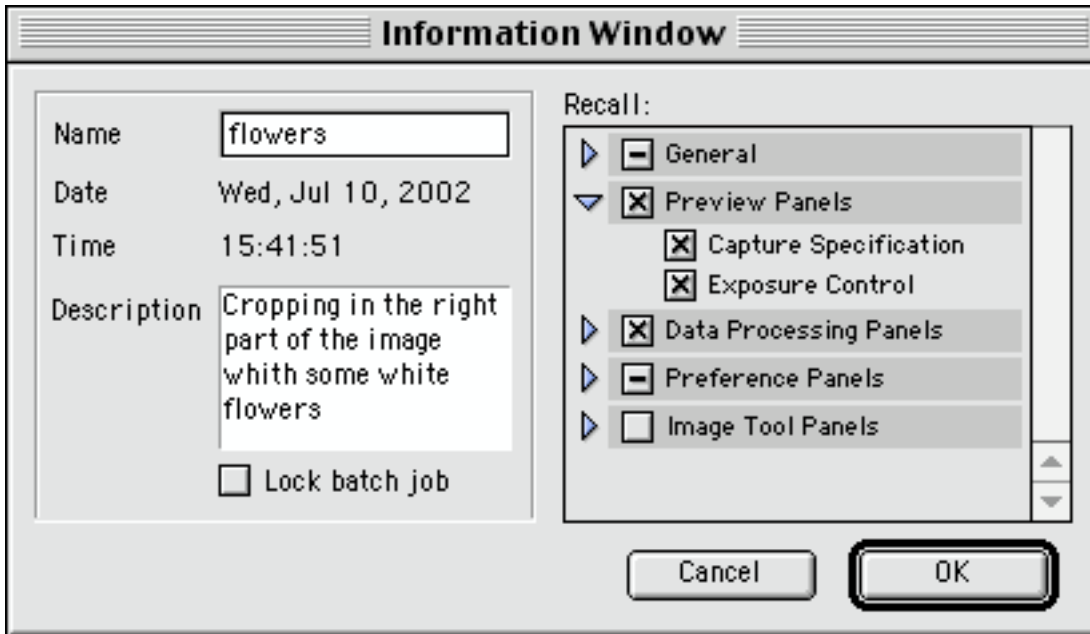 Information Window
Name
flowers
Date
Wed, Jul 10, 2002
Time
15:41:51
Description
Cropping in the right
part of the image
whith some white
flowers
Lock batch job
Recall:
General
Preview Panels
Capture Specification
Exposure Control
Data Processing Panels
Preference Panels
Image Tool Panels
Cancel
OK